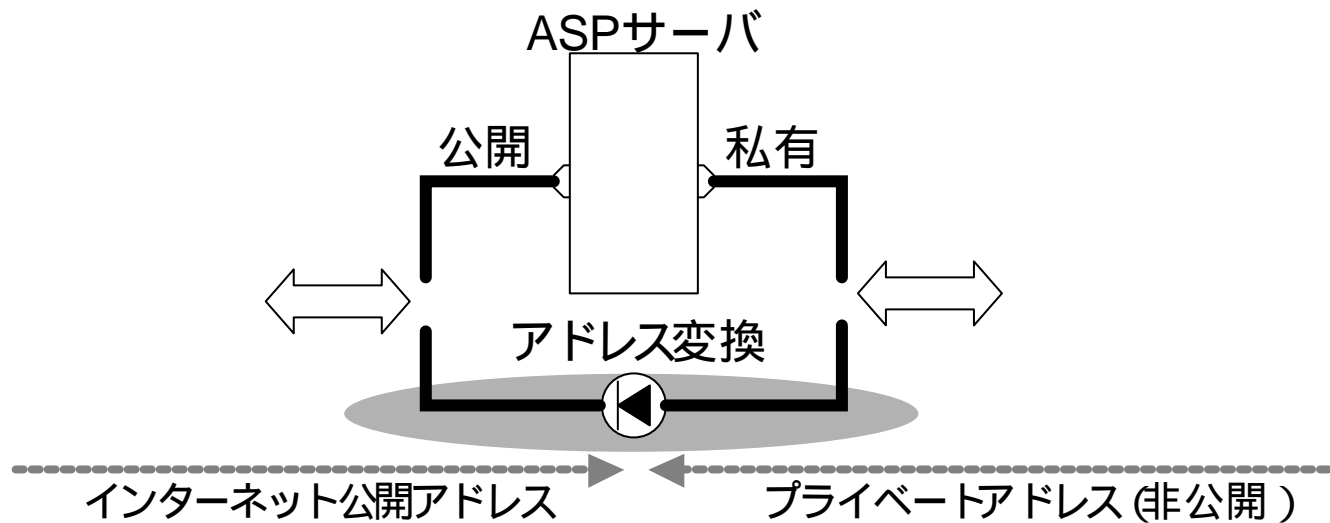 ASPサーバ
公開
私有
アドレス変換
インターネット公開アドレス
プライベートアドレス(非公開)